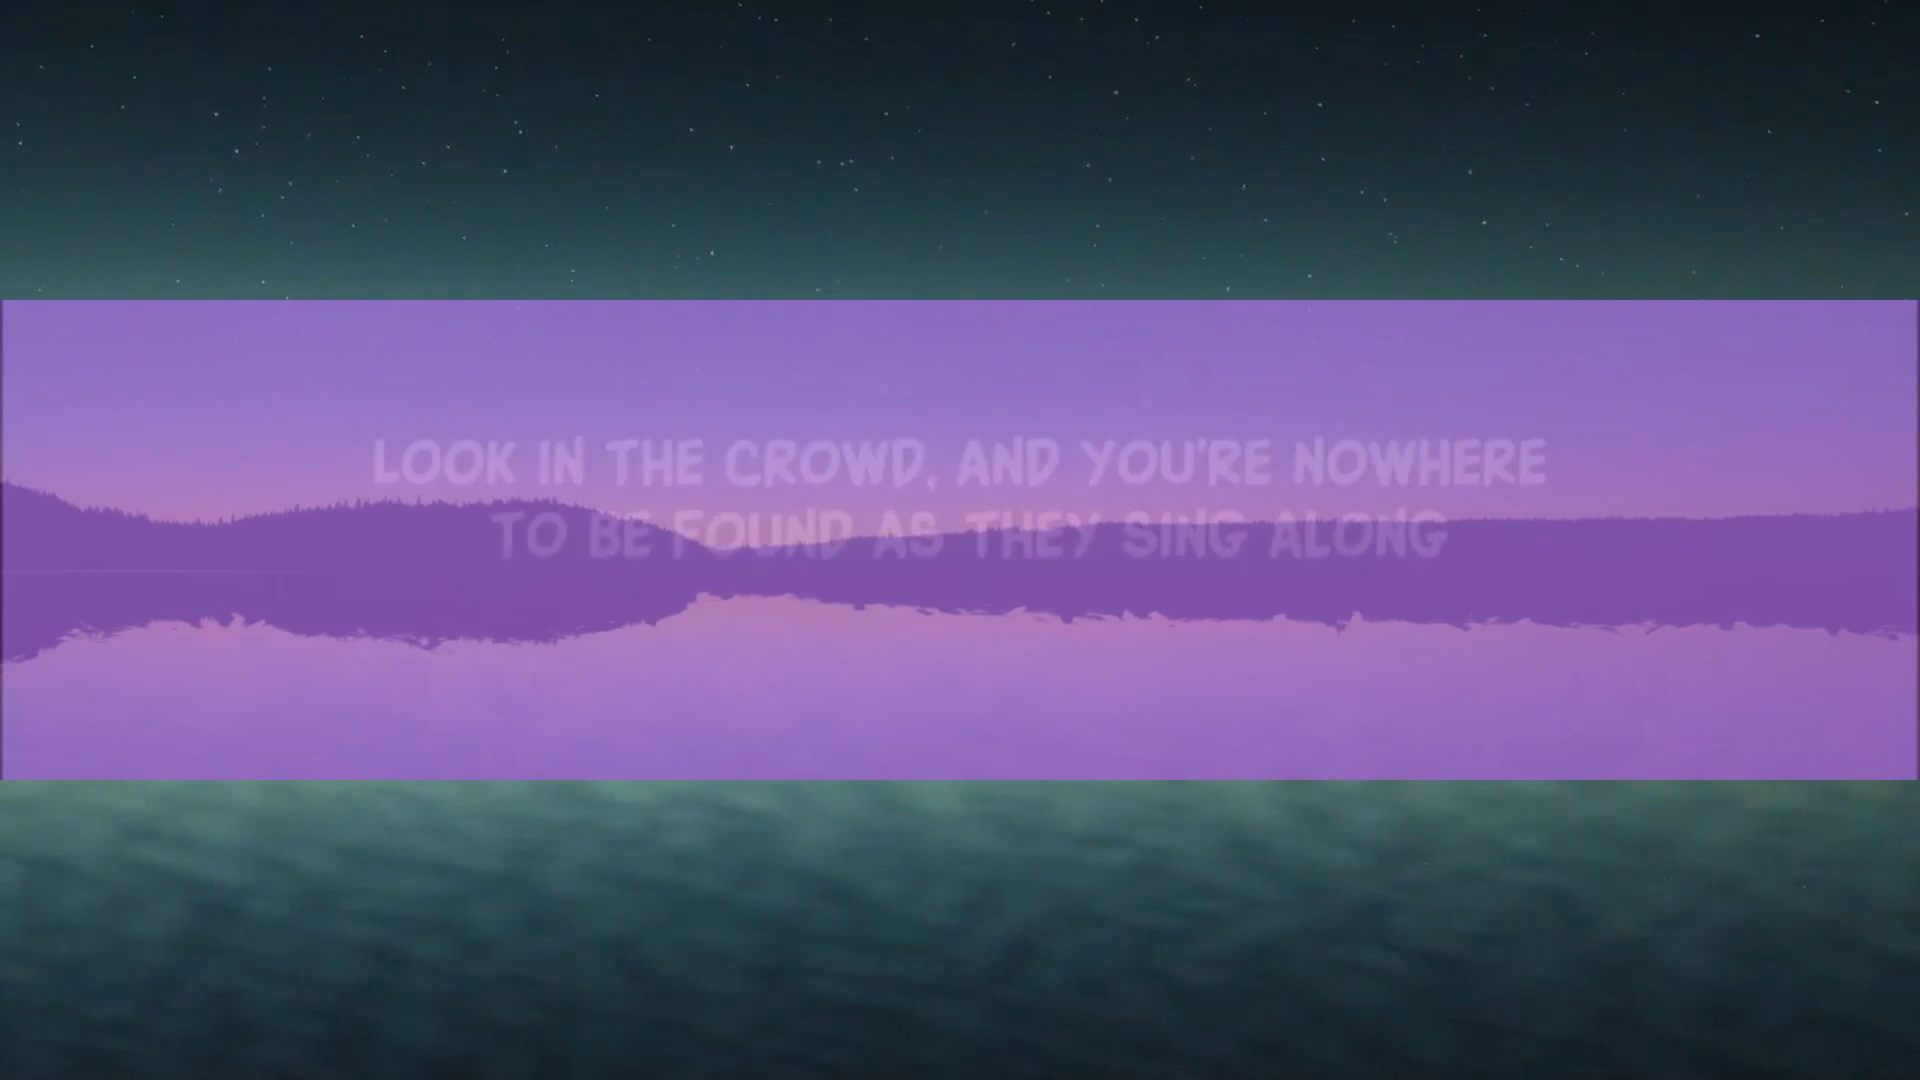 LOOK IN THE CROWD, AND YOU'RE NOWHERE
TO BE FOUND AS THEY SING ALONG